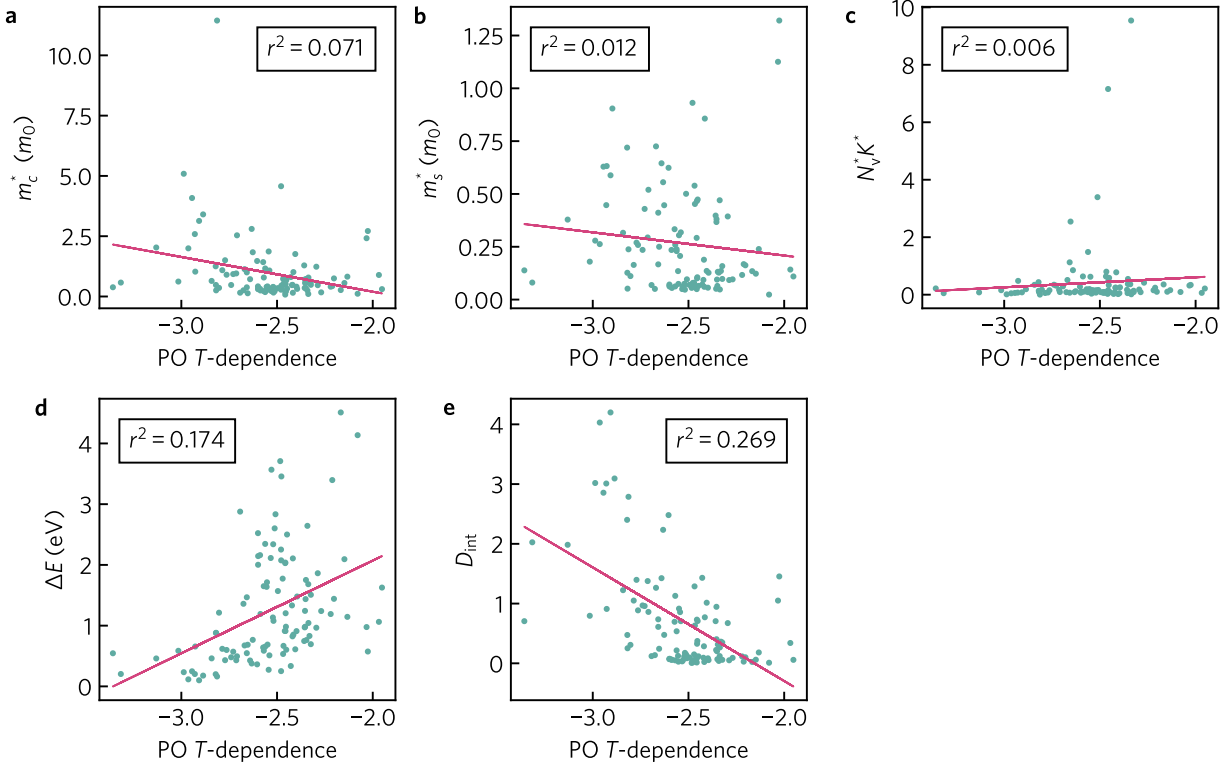 a
r² = 0.071
10.0
7.5
5.0
2.5
0.0
m*c (m0)
−3.0 −2.5 −2.0
PO T-dependence
b
r² = 0.012
1.25
1.00
0.75
0.50
0.25
0.00
m*s (m0)
−3.0 −2.5 −2.0
PO T-dependence
c
r² = 0.006
10
8
6
4
2
0
N*vK*
−3.0 −2.5 −2.0
PO T-dependence
d
r² = 0.174
4
3
2
1
0
ΔE (eV)
−3.0 −2.5 −2.0
PO T-dependence
e
r² = 0.269
4
3
2
1
0
Dint
−3.0 −2.5 −2.0
PO T-dependence